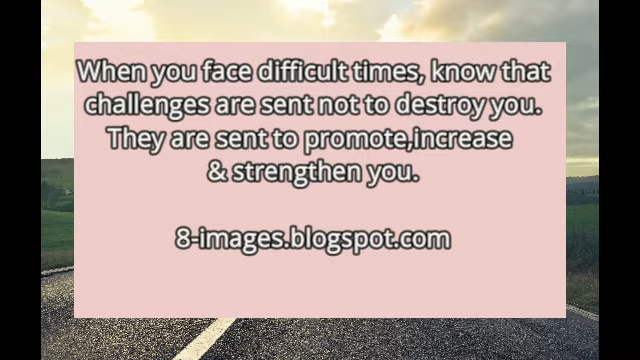 When you face difficult times, know that
challenges are sent not to destroy you.
They are sent to promote,increase
& strengthen you.
8-images.blogspot.com